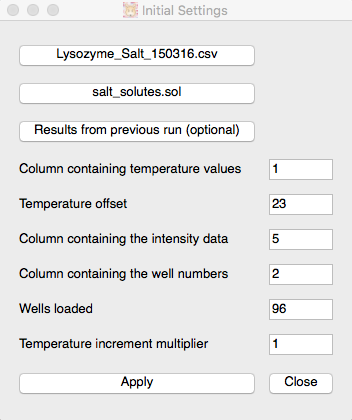 Initial Settings
Lysozyme_Salt_150316.csv
salt_solutes.sol
Results from previous run (optional)
Column containing temperature values 1
Temperature offset 23
Column containing the intensity data 5
Column containing the well numbers 2
Wells loaded 96
Temperature increment multiplier 1
Apply Close